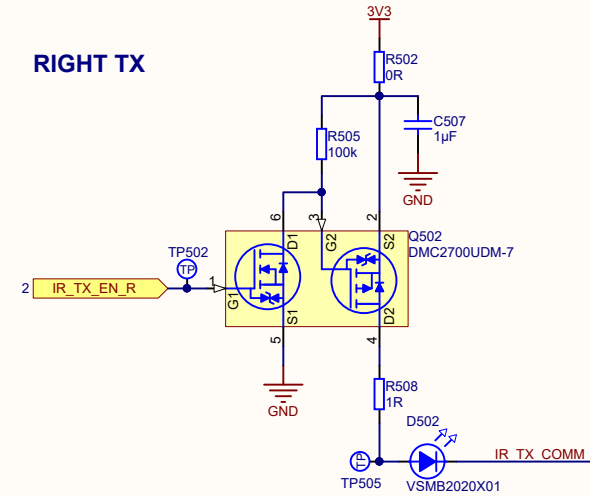 3V3
RIGHT TX
R502
0R
R505
100k
C507
1µF
GND
6
3
2
Q502
DMC2700UDM-7
D1
G2
S2
TP502
TP
2 IR_TX_EN_R
1
G1
S1
D2
5
4
GND
R508
1R
D502
TP
TP505
IR_TX_COMM
VSMB2020X01